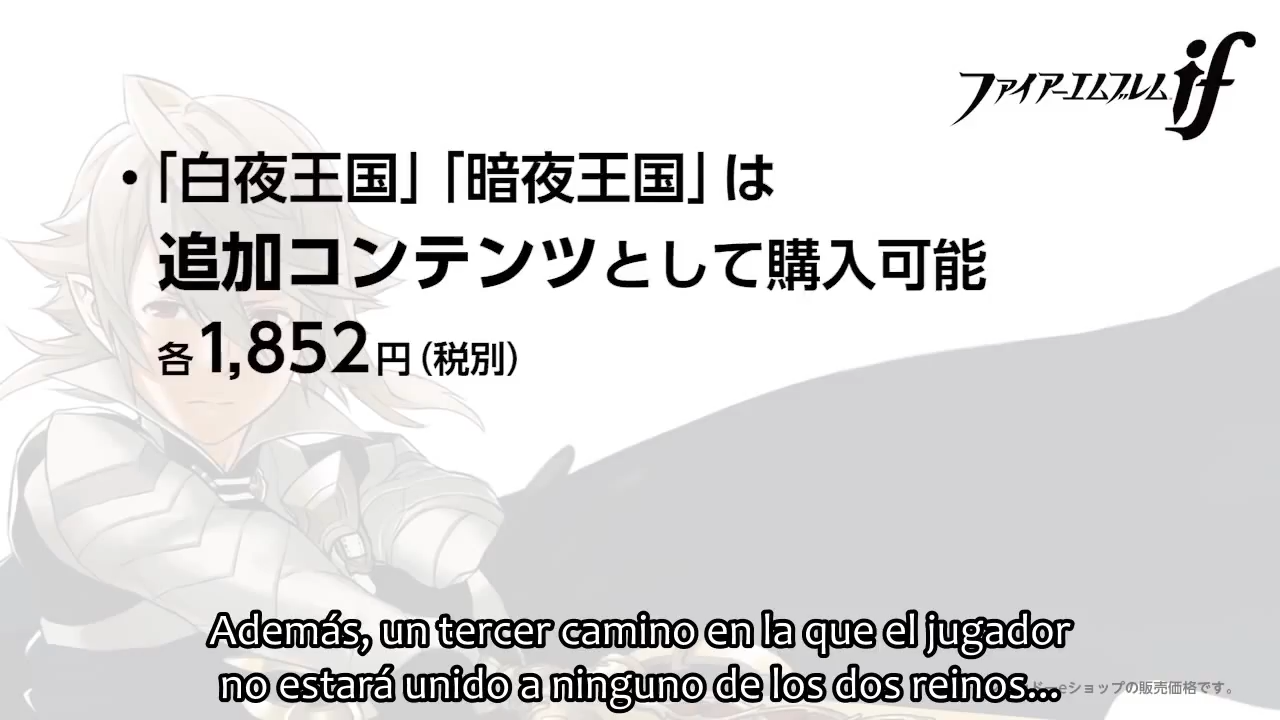 ファイアーエムブレムif
・「白夜王国」「暗夜王国」は
追加コンテンツとして購入可能
各1,852円(税別)
Además, un tercer camino en la que el jugador
no estará unido a ninguno de los dos reinos...
eショップの販売価格です。